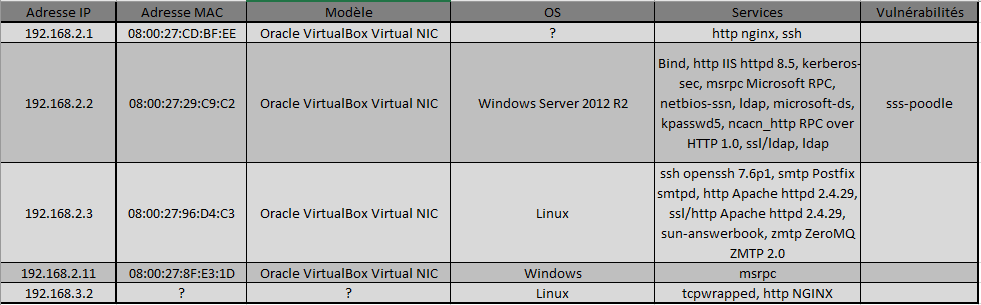 Adresse IP Adresse MAC Modèle OS Services Vulnérabilités
192.168.2.1 08:00:27:CD:BF:EE Oracle VirtualBox Virtual NIC ? http nginx, ssh
192.168.2.2 08:00:27:29:C9:C2 Oracle VirtualBox Virtual NIC Windows Server 2012 R2
Bind, http IIS httpd 8.5, kerberos-
sec, msrpc Microsoft RPC,
netbios-ssn, ldap, microsoft-ds,
kpasswd5, ncacn_http RPC over
HTTP 1.0, ssl/ldap, ldap
sss-poodle
192.168.2.3 08:00:27:96:D4:C3 Oracle VirtualBox Virtual NIC Linux
ssh openssh 7.6p1, smtp Postfix
smtpd, http Apache httpd 2.4.29,
ssl/http Apache httpd 2.4.29,
sun-answerbook, zmtp ZeroMQ
ZMTP 2.0
192.168.2.11 08:00:27:8F:E3:1D Oracle VirtualBox Virtual NIC Windows msrpc
192.168.3.2 ? ? Linux tcpwrapped, http NGINX